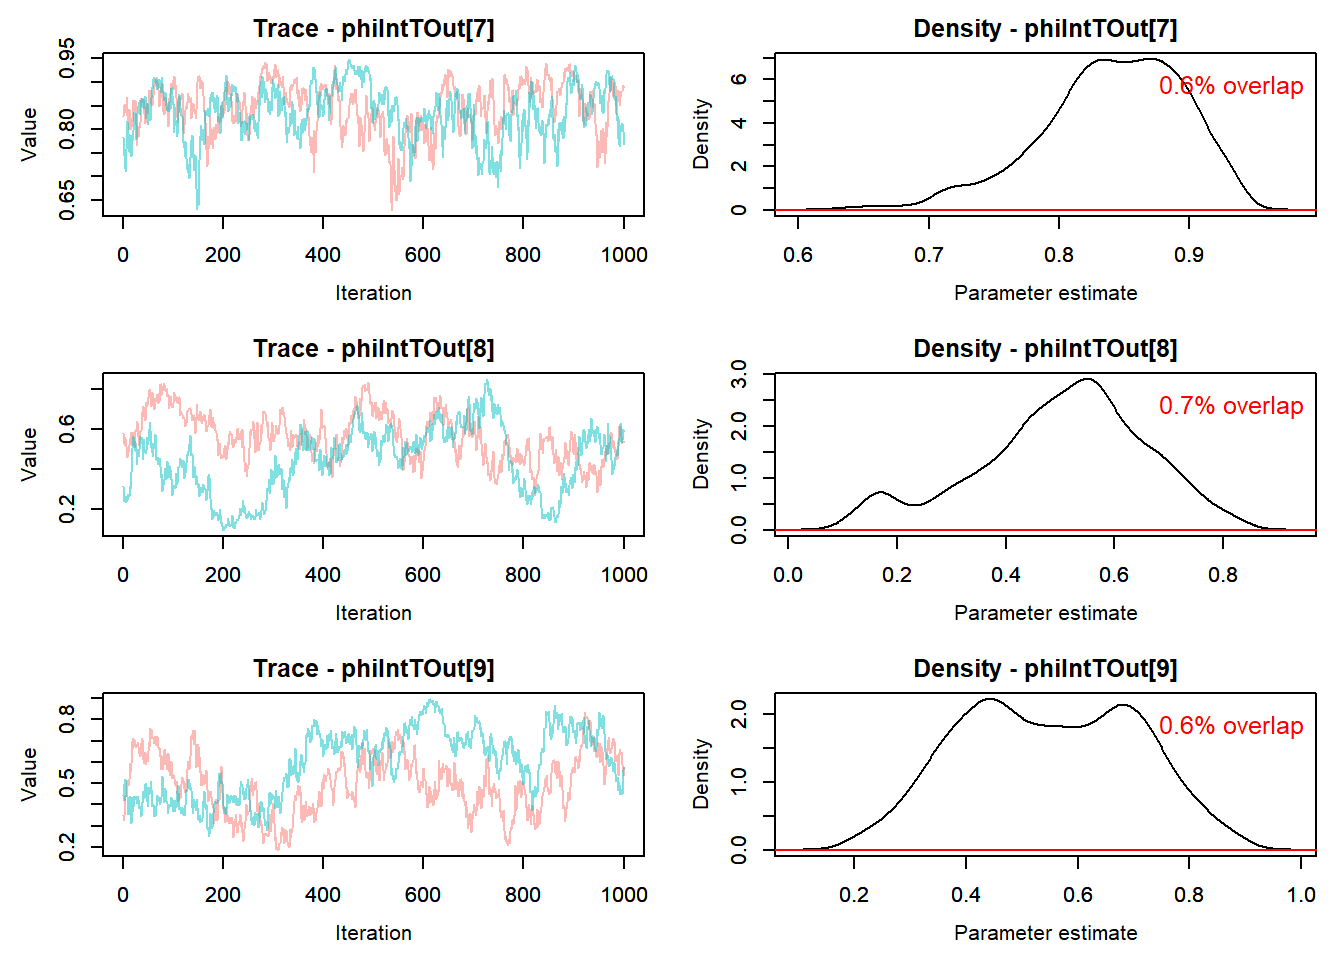 Trace - phiIntTOut[7]
Value
0.65 0.80 0.95
0 200 400 600 800 1000
Iteration
Density - phiIntTOut[7]
0.6% overlap
Density
0 2 4 6
0.6 0.7 0.8 0.9
Parameter estimate
Trace - phiIntTOut[8]
Value
0.2 0.6
0 200 400 600 800 1000
Iteration
Density - phiIntTOut[8]
0.7% overlap
Density
0.0 1.0 2.0 3.0
0.0 0.2 0.4 0.6 0.8
Parameter estimate
Trace - phiIntTOut[9]
Value
0.2 0.5 0.8
0 200 400 600 800 1000
Iteration
Density - phiIntTOut[9]
0.6% overlap
Density
0.0 1.0 2.0
0.2 0.4 0.6 0.8 1.0
Parameter estimate